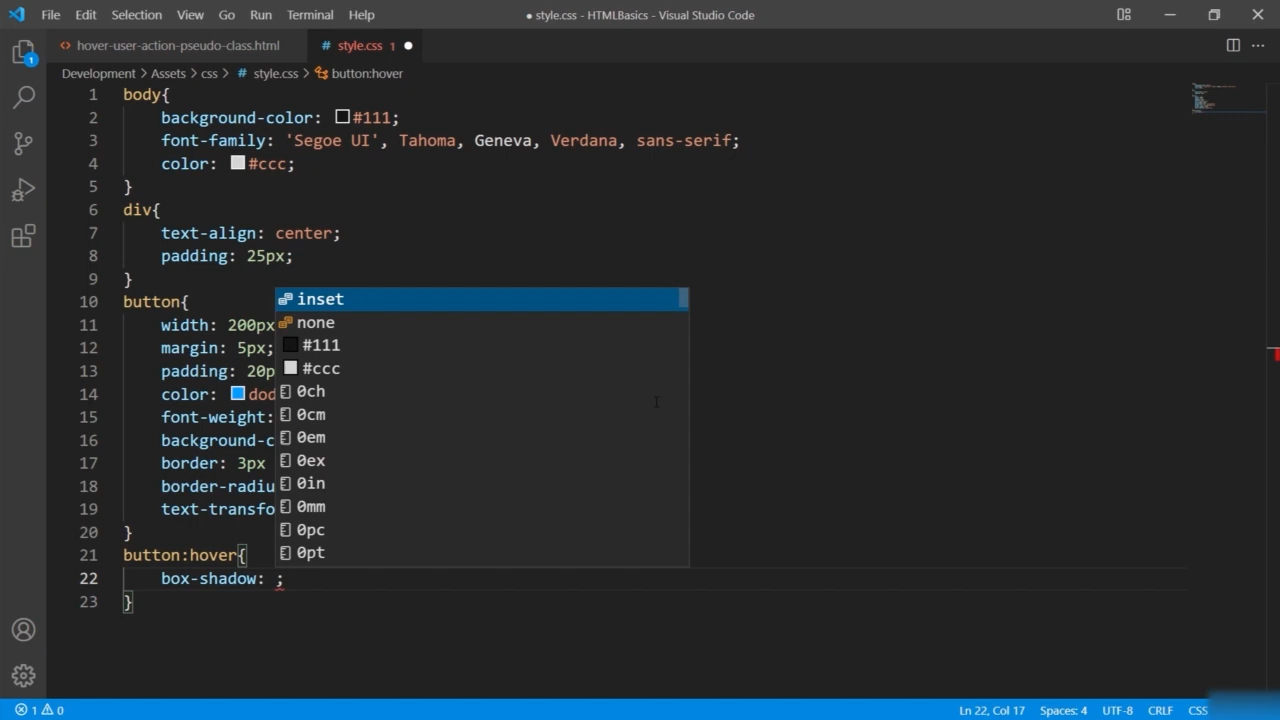 File Edit Selection View Go Run Terminal Help ● style.css - HTMLBasics - Visual Studio Code
<> hover-user-action-pseudo-class.html # style.css 1 ●
Development > Assets > css > # style.css > button:hover
1
1 body{
2 background-color: #111;
3 font-family: 'Segoe UI', Tahoma, Geneva, Verdana, sans-serif;
4 color: #ccc;
5 }
6 div{
7 text-align: center;
8 padding: 25px;
9 }
10 button{
11 width: 200px
12 margin: 5px;
13 padding: 20p
14 color: dod
15 font-weight:
16 background-c
17 border: 3px
18 border-radiu
19 text-transfo
20 }
21 button:hover{
22 box-shadow: ;
23 }
inset
none
#111
#ccc
0ch
0cm
0em
0ex
0in
0mm
0pc
0pt
1 0 Ln 22, Col 17 Spaces: 4 UTF-8 CRLF CSS